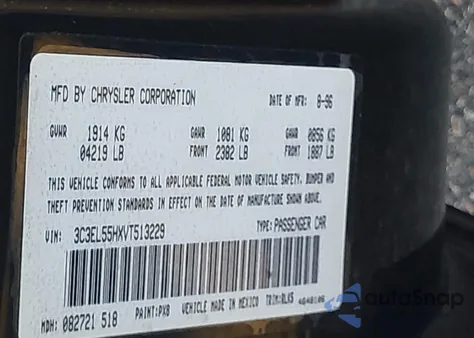 MFD BY CHRYSLER CORPORATION DATE OF MFR: 8-96
GVWR 1914 KG GAWR 1081 KG GAWR 0856 KG
04219 LB FRONT 2382 LB FRONT 1887 LB
THIS VEHICLE CONFORMS TO ALL APPLICABLE FEDERAL MOTOR VEHICLE SAFETY, BUMPER AND
THEFT PREVENTION STANDARDS IN EFFECT ON THE DATE OF MANUFACTURE SHOWN ABOVE.
VIN: 3C3EL55HXVT513229 TYPE: PASSENGER CAR
MDH: 082721 518 PAINT: PX8 VEHICLE MADE IN MEXICO TRIM:
AutoSnap